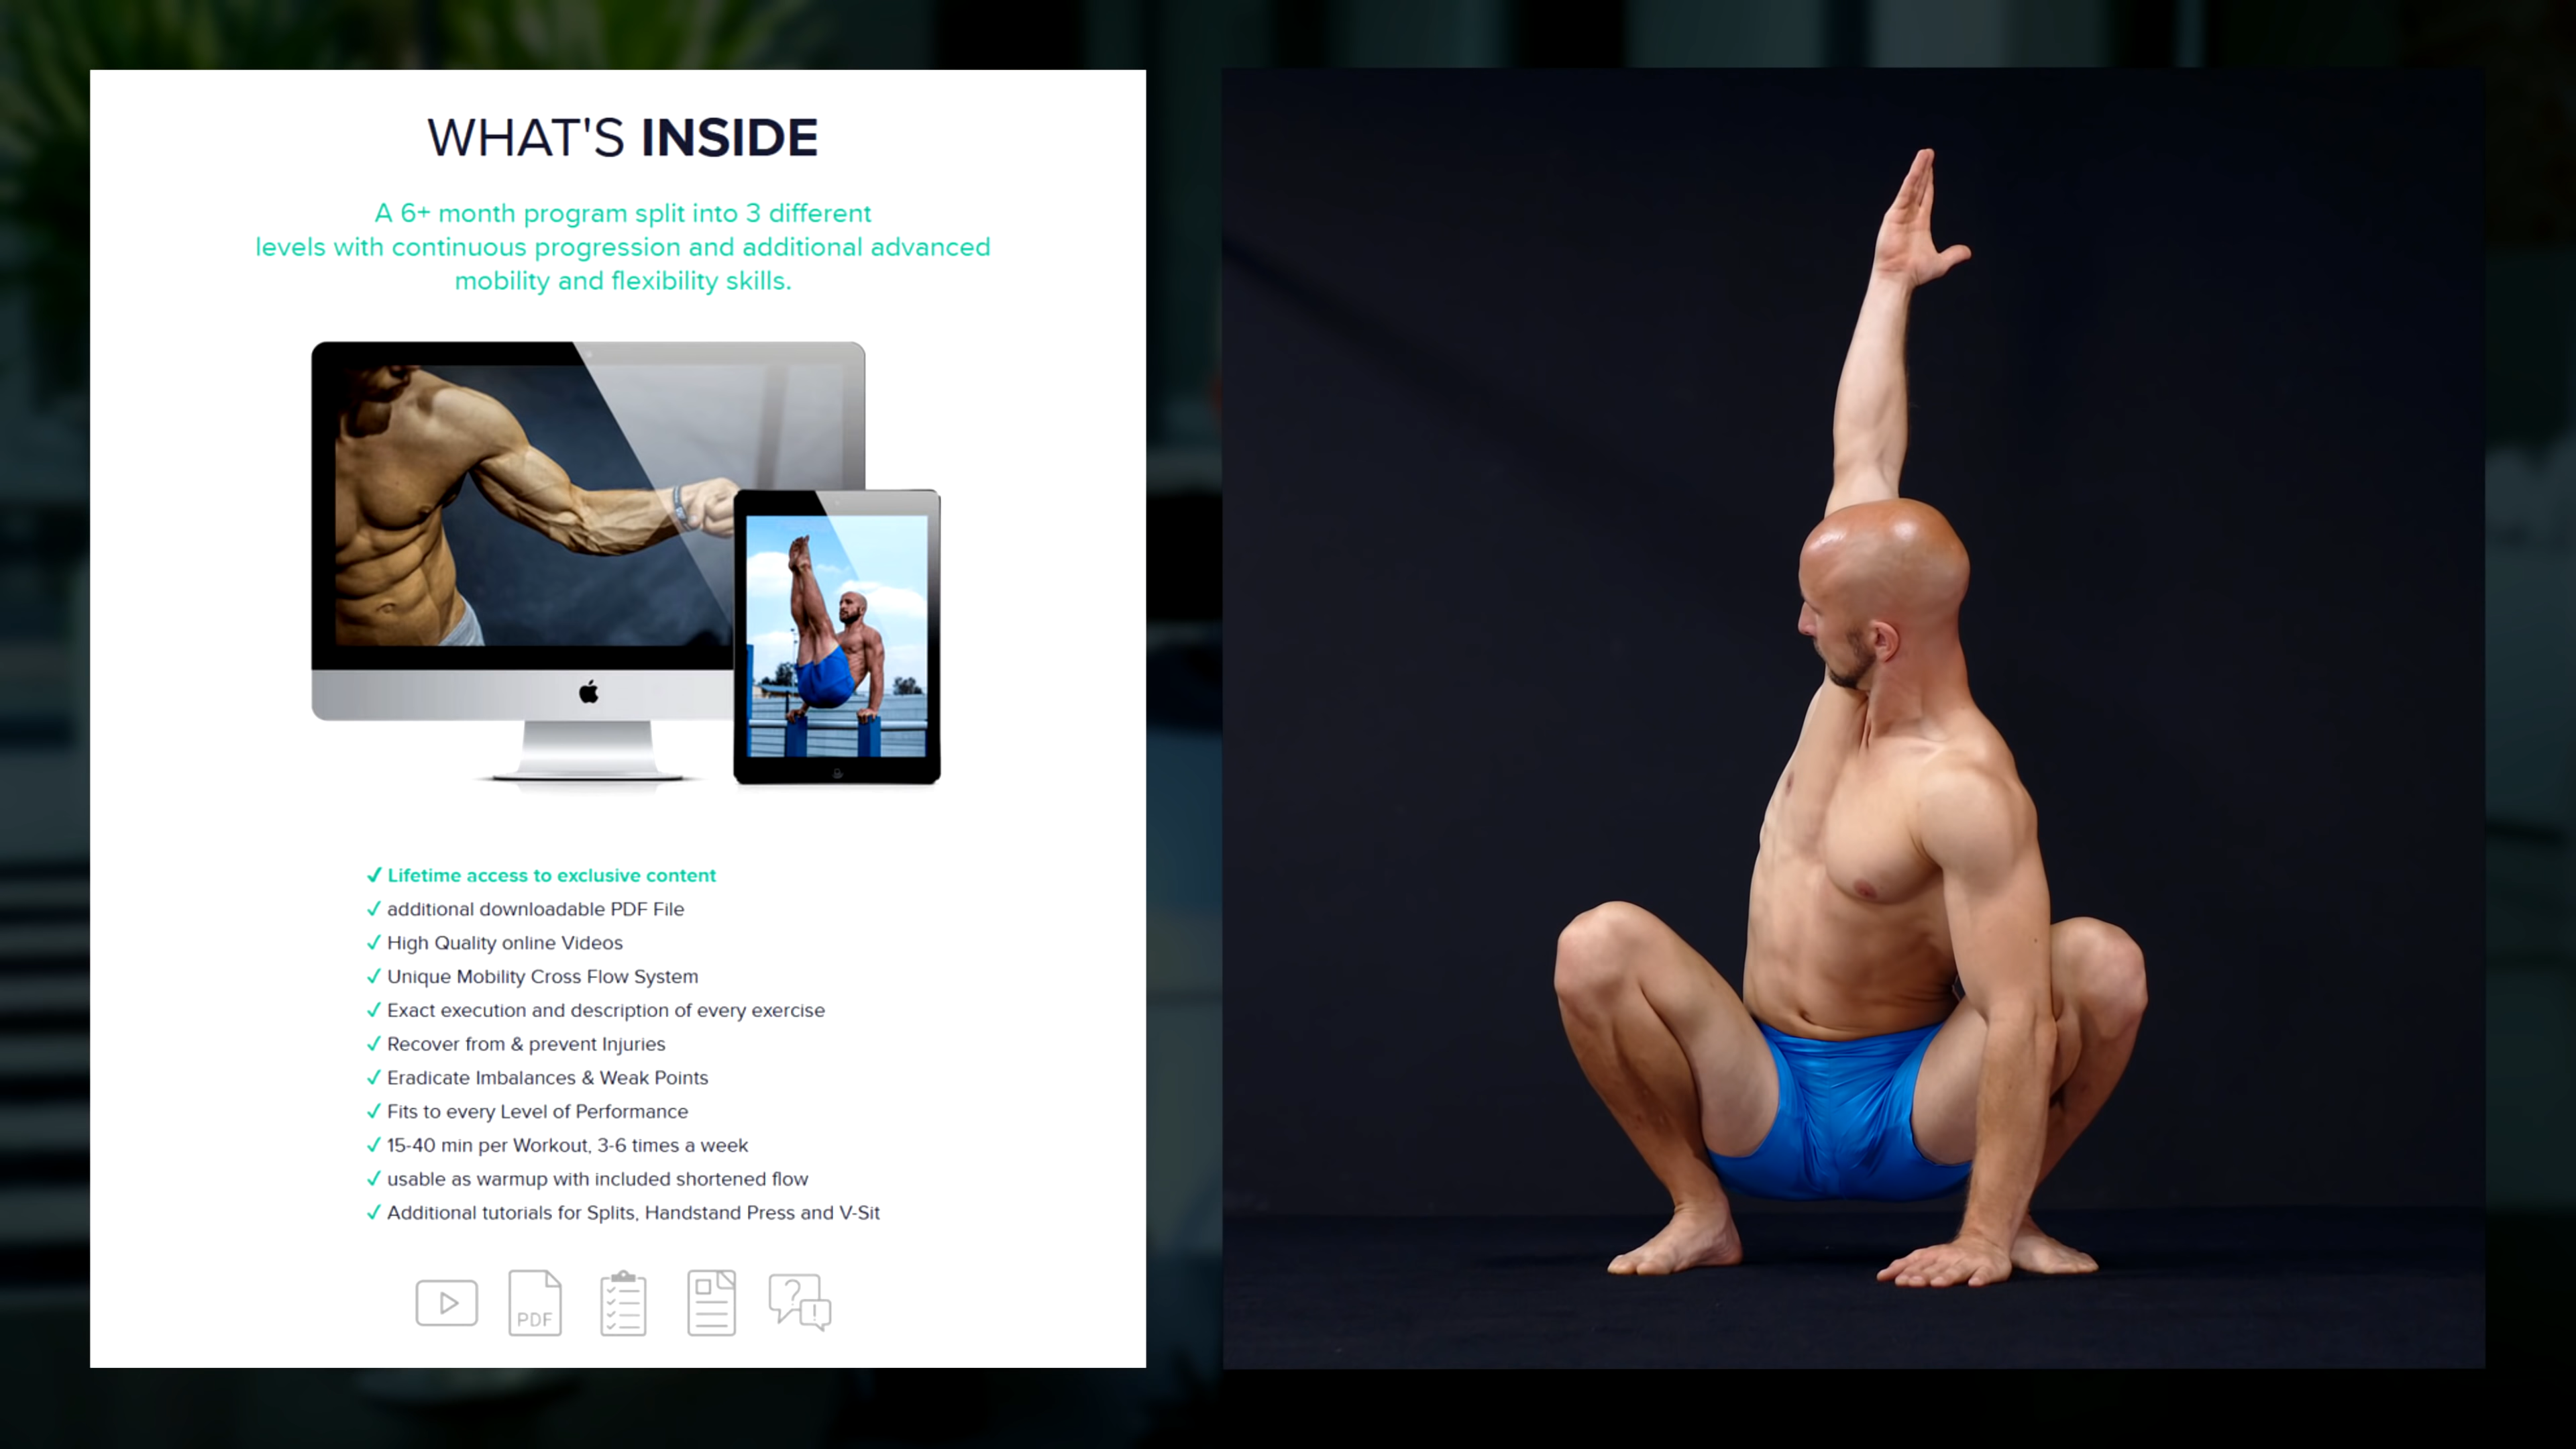 WHAT'S INSIDE
A 6+ month program split into 3 different
levels with continuous progression and additional advanced
mobility and flexibility skills.
✓ Lifetime access to exclusive content
✓ additional downloadable PDF File
✓ High Quality online Videos
✓ Unique Mobility Cross Flow System
✓ Exact execution and description of every exercise
✓ Recover from & prevent Injuries
✓ Eradicate Imbalances & Weak Points
✓ Fits to every Level of Performance
✓ 15-40 min per Workout, 3-6 times a week
✓ usable as warmup with included shortened flow
✓ Additional tutorials for Splits, Handstand Press and V-Sit
PDF
? !